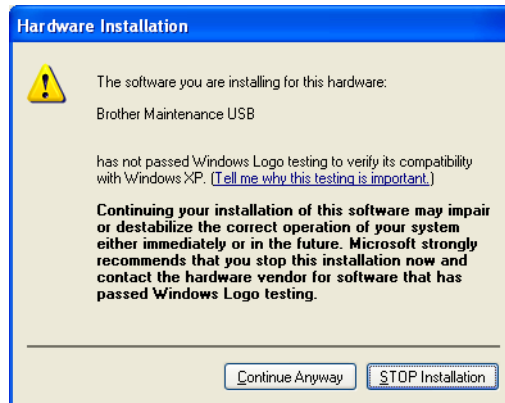 Hardware Installation
The software you are installing for this hardware:
Brother Maintenance USB
has not passed Windows Logo testing to verify its compatibility
with Windows XP. (Tell me why this testing is important.)
Continuing your installation of this software may impair
or destabilize the correct operation of your system
either immediately or in the future. Microsoft strongly
recommends that you stop this installation now and
contact the hardware vendor for software that has
passed Windows Logo testing.
Continue Anyway
STOP Installation